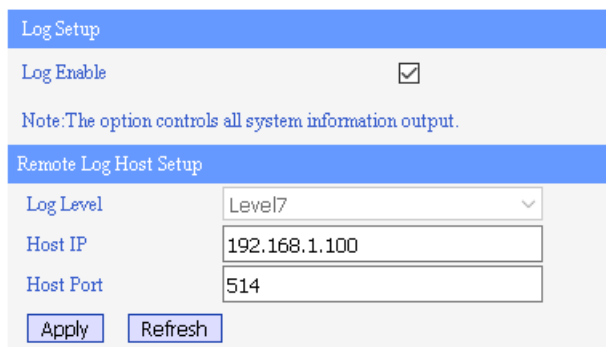 Log Setup
Log Enable
Note:The option controls all system information output.
Remote Log Host Setup
Log Level Level7
Host IP 192.168.1.100
Host Port 514
Apply Refresh